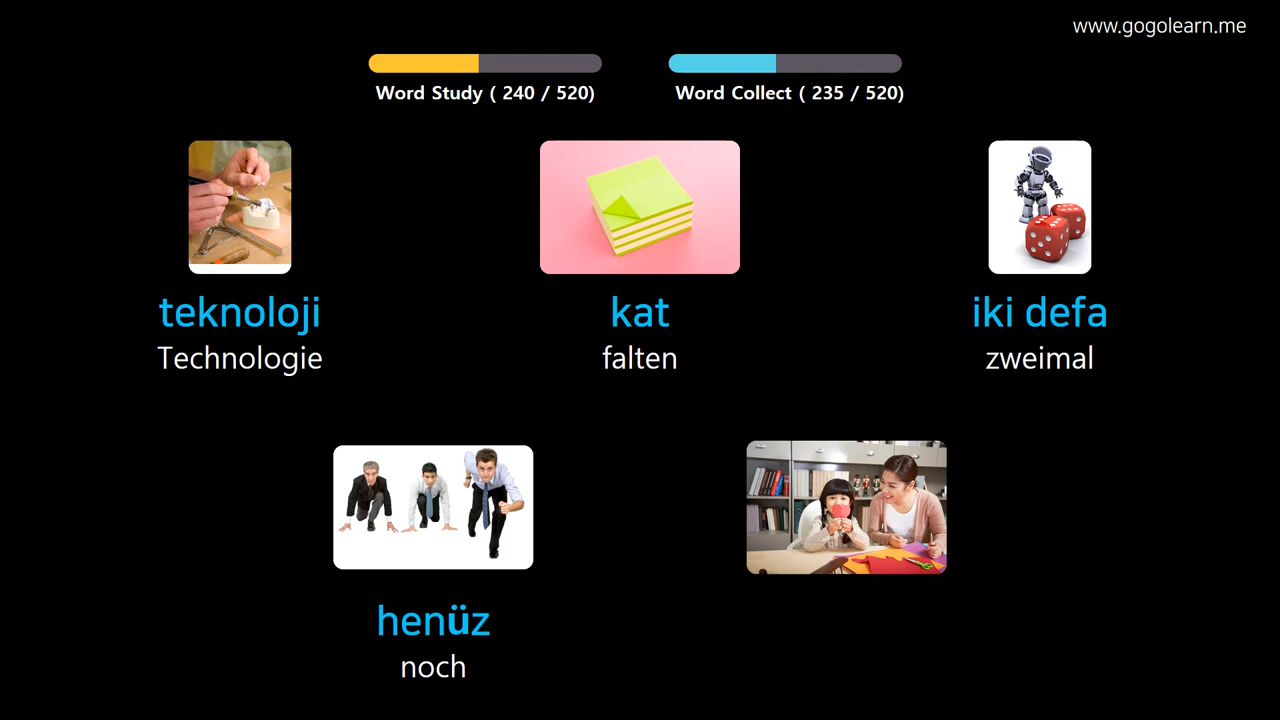 www.gogolearn.me
Word Study ( 240 / 520)
Word Collect ( 235 / 520)
teknoloji
Technologie
kat
falten
iki defa
zweimal
henüz
noch